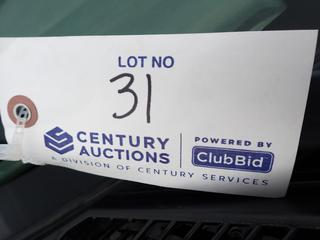 LOT NO
31
CENTURY
AUCTIONS
A DIVISION OF CENTURY SERVICES
POWERED BY
ClubBid